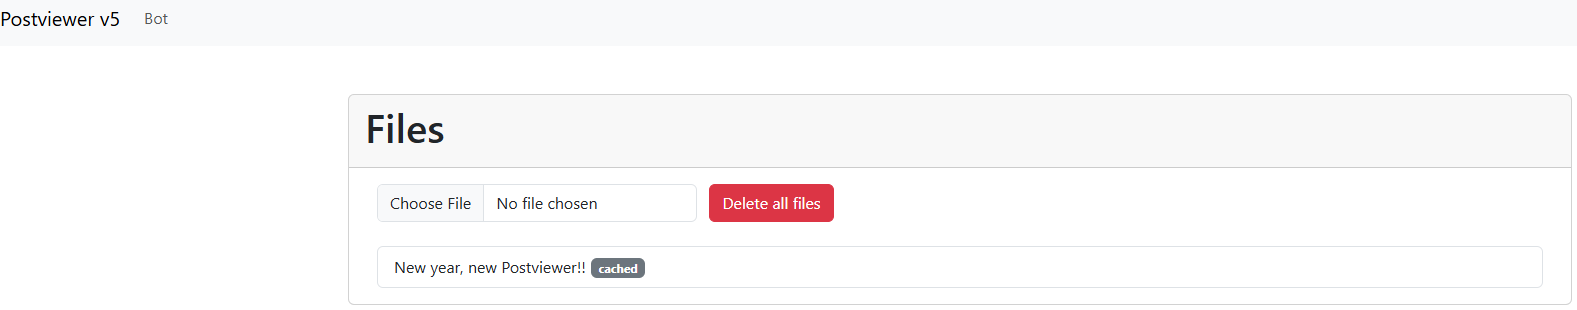 Postviewer v5 Bot
Files
Choose File No file chosen Delete all files
New year, new Postviewer!! cached